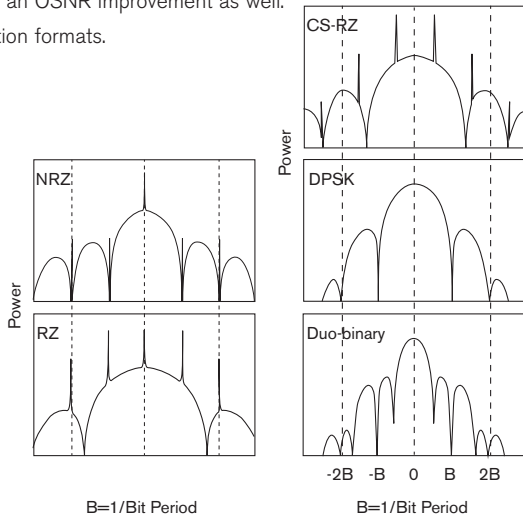 an OSNR improvement as well.
tion formats.
CS-RZ
Power
NRZ
DPSK
Power
RZ
Duo-binary
-2B -B 0 B 2B
B=1/Bit Period
B=1/Bit Period